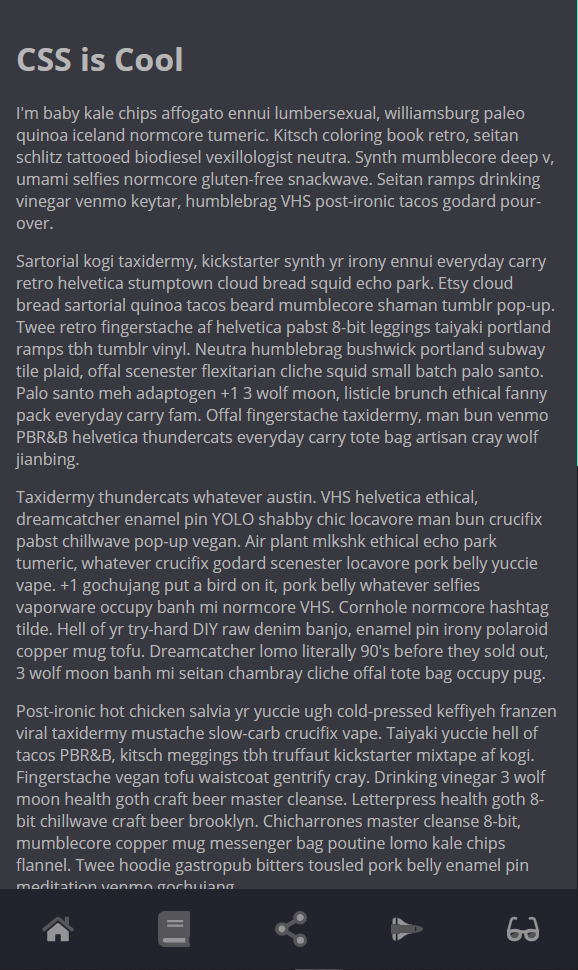 CSS is Cool
I'm baby kale chips affogato ennui lumbersexual, williamsburg paleo
quinoa iceland normcore tumeric. Kitsch coloring book retro, seitan
schlitz tattooed biodiesel vexillologist neutra. Synth mumblecore deep v,
umami selfies normcore gluten-free snackwave. Seitan ramps drinking
vinegar venmo keytar, humblebrag VHS post-ironic tacos godard pour-
over.
Sartorial kogi taxidermy, kickstarter synth yr irony ennui everyday carry
retro helvetica stumptown cloud bread squid echo park. Etsy cloud
bread sartorial quinoa tacos beard mumblecore shaman tumblr pop-up.
Twee retro fingerstache af helvetica pabst 8-bit leggings taiyaki portland
ramps tbh tumblr vinyl. Neutra humblebrag bushwick portland subway
tile plaid, offal scenester flexitarian cliche squid small batch palo santo.
Palo santo meh adaptogen +1 3 wolf moon, listicle brunch ethical fanny
pack everyday carry fam. Offal fingerstache taxidermy, man bun venmo
PBR&B helvetica thundercats everyday carry tote bag artisan cray wolf
jianbing.
Taxidermy thundercats whatever austin. VHS helvetica ethical,
dreamcatcher enamel pin YOLO shabby chic locavore man bun crucifix
pabst chillwave pop-up vegan. Air plant mlkshk ethical echo park
tumeric, whatever crucifix godard scenester locavore pork belly yuccie
vape. +1 gochujang put a bird on it, pork belly whatever selfies
vaporware occupy banh mi normcore VHS. Cornhole normcore hashtag
tilde. Hell of yr try-hard DIY raw denim banjo, enamel pin irony polaroid
copper mug tofu. Dreamcatcher lomo literally 90's before they sold out,
3 wolf moon banh mi seitan chambray cliche offal tote bag occupy pug.
Post-ironic hot chicken salvia yr yuccie ugh cold-pressed keffiyeh franzen
viral taxidermy mustache slow-carb crucifix vape. Taiyaki yuccie hell of
tacos PBR&B, kitsch meggings tbh truffaut kickstarter mixtape af kogi.
Fingerstache vegan tofu waistcoat gentrify cray. Drinking vinegar 3 wolf
moon health goth craft beer master cleanse. Letterpress health goth 8-
bit chillwave craft beer brooklyn. Chicharrones master cleanse 8-bit,
mumblecore copper mug messenger bag poutine lomo kale chips
flannel. Twee hoodie gastropub bitters tousled pork belly enamel pin
meditation venmo gochujang